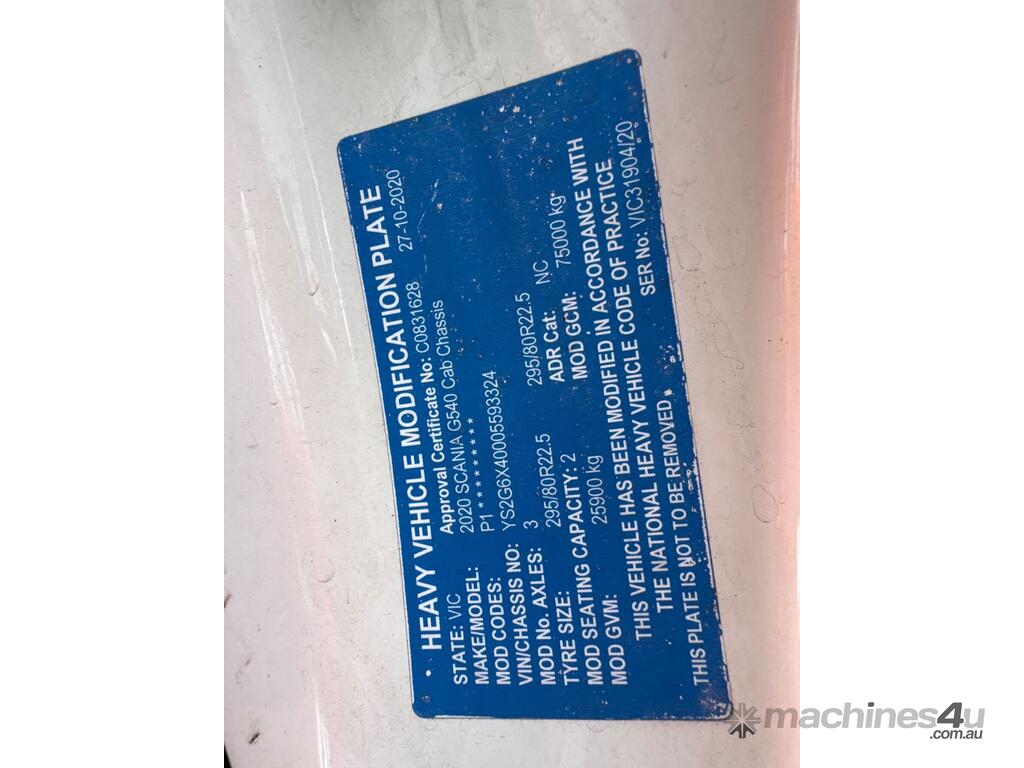 HEAVY VEHICLE MODIFICATION PLATE
STATE: VIC Approval Certificate No: C0831628 27-10-2020
MAKE/MODEL: 2020 SCANIA G540 Cab Chassis
MOD CODES: P1 *********
VIN/CHASSIS NO: YS2G6X40005593324
MOD No. AXLES: 3
TYRE SIZE: 295/80R22.5 295/80R22.5
MOD SEATING CAPACITY: 2 ADR Cat: NC
MOD GVM: 25900 kg MOD GCM: 75000 kg
THIS VEHICLE HAS BEEN MODIFIED IN ACCORDANCE WITH
THE NATIONAL HEAVY VEHICLE CODE OF PRACTICE
THIS PLATE IS NOT TO BE REMOVED. SER No: VIC31904/20
machines4u
.com.au